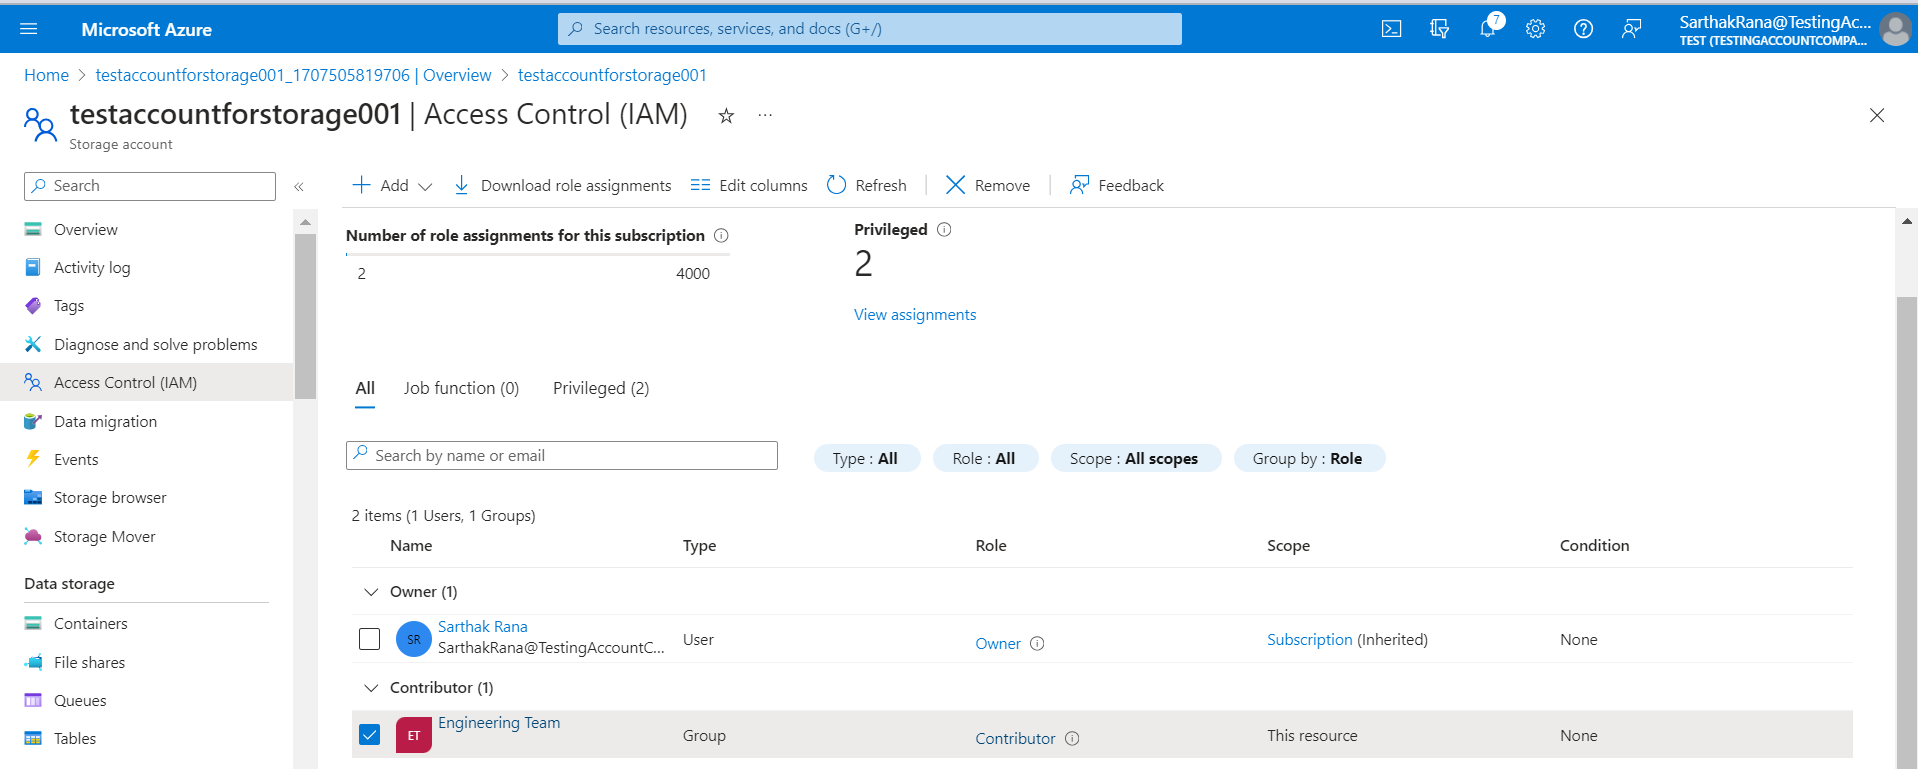 Microsoft Azure
Search resources, services, and docs (G+/)
7
SarthakRana@TestingAc...
TEST (TESTINGACCOUNTCOMPA...
Home > testaccountforstorage001_1707505819706 | Overview > testaccountforstorage001
testaccountforstorage001 | Access Control (IAM) ☆ ...
Storage account
Search
«
Overview
Activity log
Tags
Diagnose and solve problems
Access Control (IAM)
Data migration
Events
Storage browser
Storage Mover
Data storage
Containers
File shares
Queues
Tables
Add
Download role assignments
Edit columns
Refresh
Remove
Feedback
Number of role assignments for this subscription
2 4000
Privileged
2
View assignments
All Job function (0) Privileged (2)
Search by name or email
Type : All
Role : All
Scope : All scopes
Group by : Role
2 items (1 Users, 1 Groups)
Name Type Role Scope Condition
Owner (1)
SR Sarthak Rana
SarthakRana@TestingAccountC...
User Owner Subscription (Inherited) None
Contributor (1)
ET Engineering Team
Group Contributor This resource None